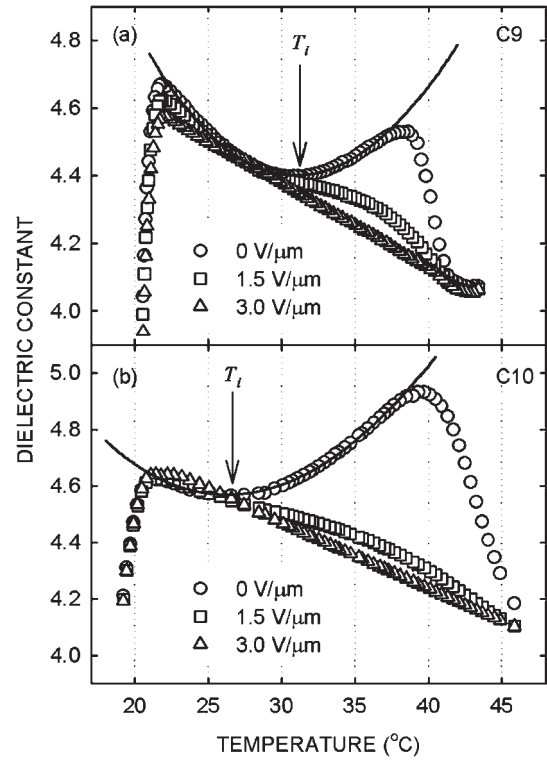 (a)
T_i
C9
4.8
4.6
4.4
4.2
4.0
0 V/μm
1.5 V/μm
3.0 V/μm
(b)
T_i
C10
5.0
4.8
4.6
4.4
4.2
4.0
0 V/μm
1.5 V/μm
3.0 V/μm
20 25 30 35 40 45
DIELECTRIC CONSTANT
TEMPERATURE (°C)